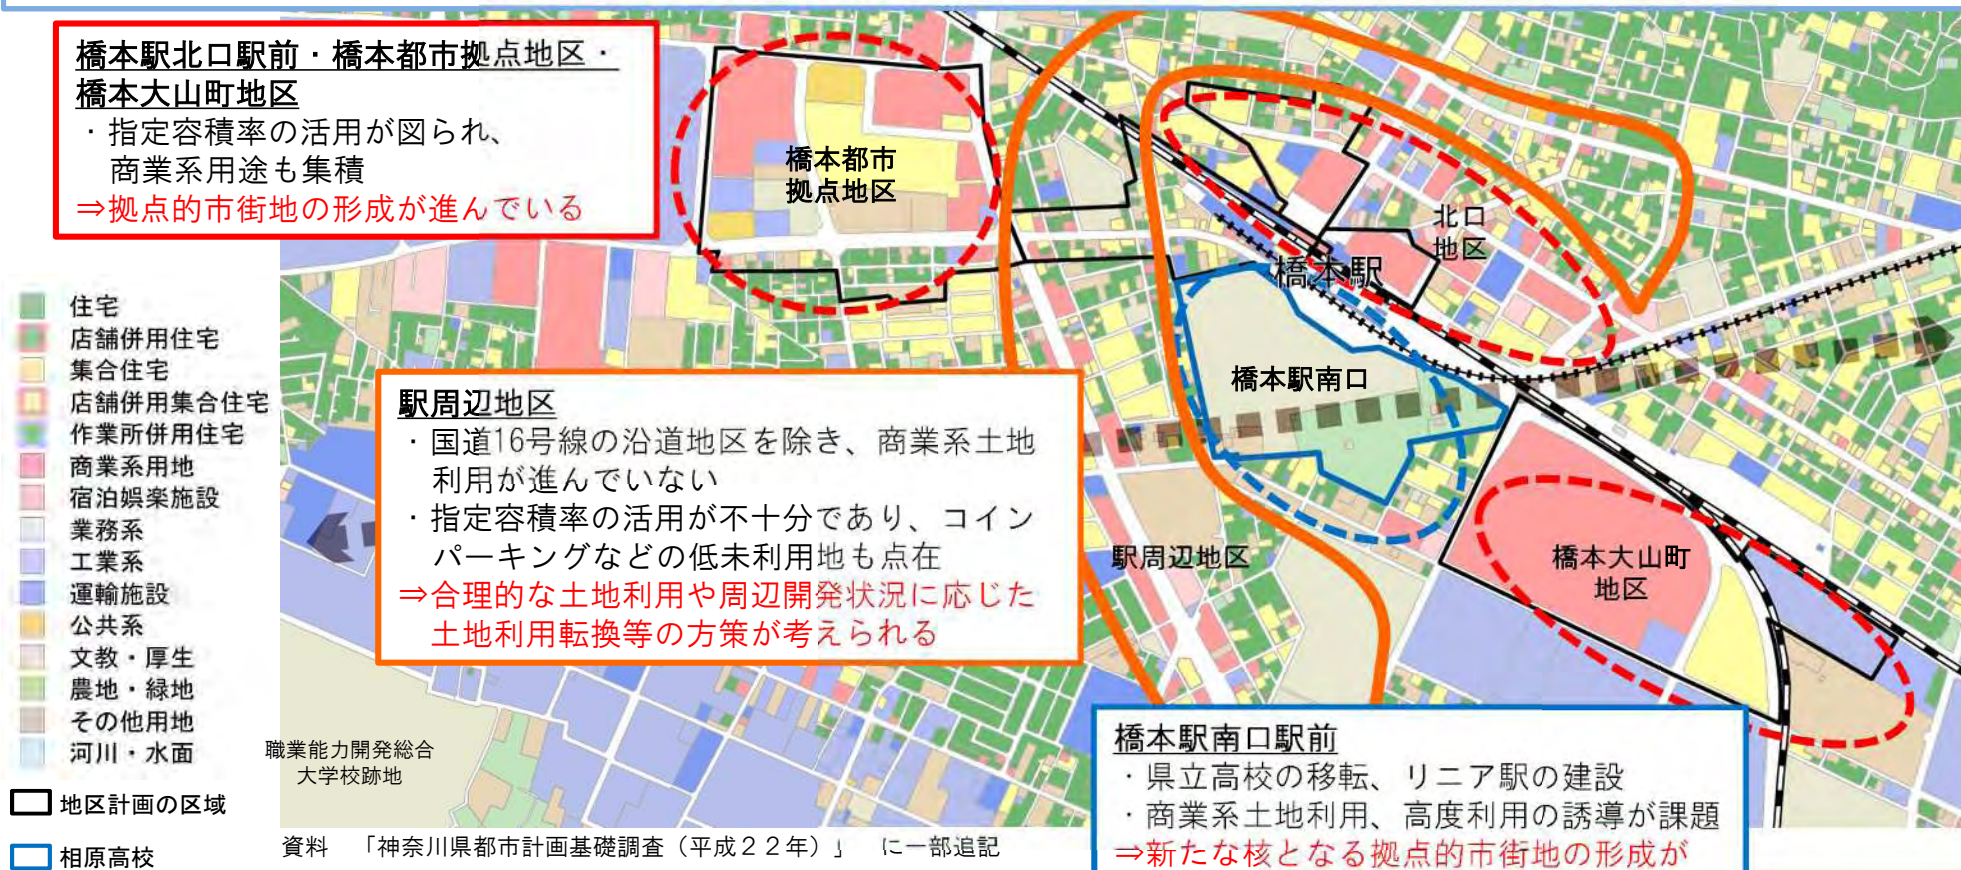 橋本駅北口駅前・橋本都市拠点地区・
橋本大山町地区
・指定容積率の活用が図られ、
商業系用途も集積
⇒拠点的市街地の形成が進んでいる
橋本都市
拠点地区
北口
地区
橋本駅
橋本駅南口
住宅
店舗併用住宅
集合住宅
店舗併用集合住宅
作業所併用住宅
商業系用地
宿泊娯楽施設
業務系
工業系
運輸施設
公共系
文教・厚生
農地・緑地
その他用地
河川・水面
地区計画の区域
相原高校
駅周辺地区
・国道16号線の沿道地区を除き、商業系土地
利用が進んでいない
・指定容積率の活用が不十分であり、コイン
パーキングなどの低未利用地も点在
⇒合理的な土地利用や周辺開発状況に応じた
土地利用転換等の方策が考えられる
駅周辺地区
橋本大山町
地区
職業能力開発総合
大学校跡地
橋本駅南口駅前
・県立高校の移転、リニア駅の建設
・商業系土地利用、高度利用の誘導が課題
⇒新たな核となる拠点的市街地の形成が
資料　「神奈川県都市計画基礎調査（平成２２年）」　に一部追記